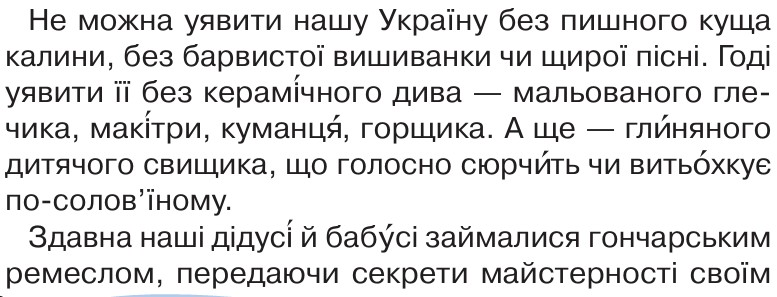 Не можна уявити нашу Україну без пишного куща
калини, без барвистої вишиванки чи щирої пісні. Годі
уявити її без керамі́чного дива — мальованого гле-
чика, макі́три, куманця́, горщика. А ще — гли́няного
дитячого свищика, що голосно сюрчи́ть чи витьо́хкує
по-солов’їному.
Здавна наші дідусі́ й бабу́сі займалися гончарським
ремеслом, передаючи секрети майстерності своїм